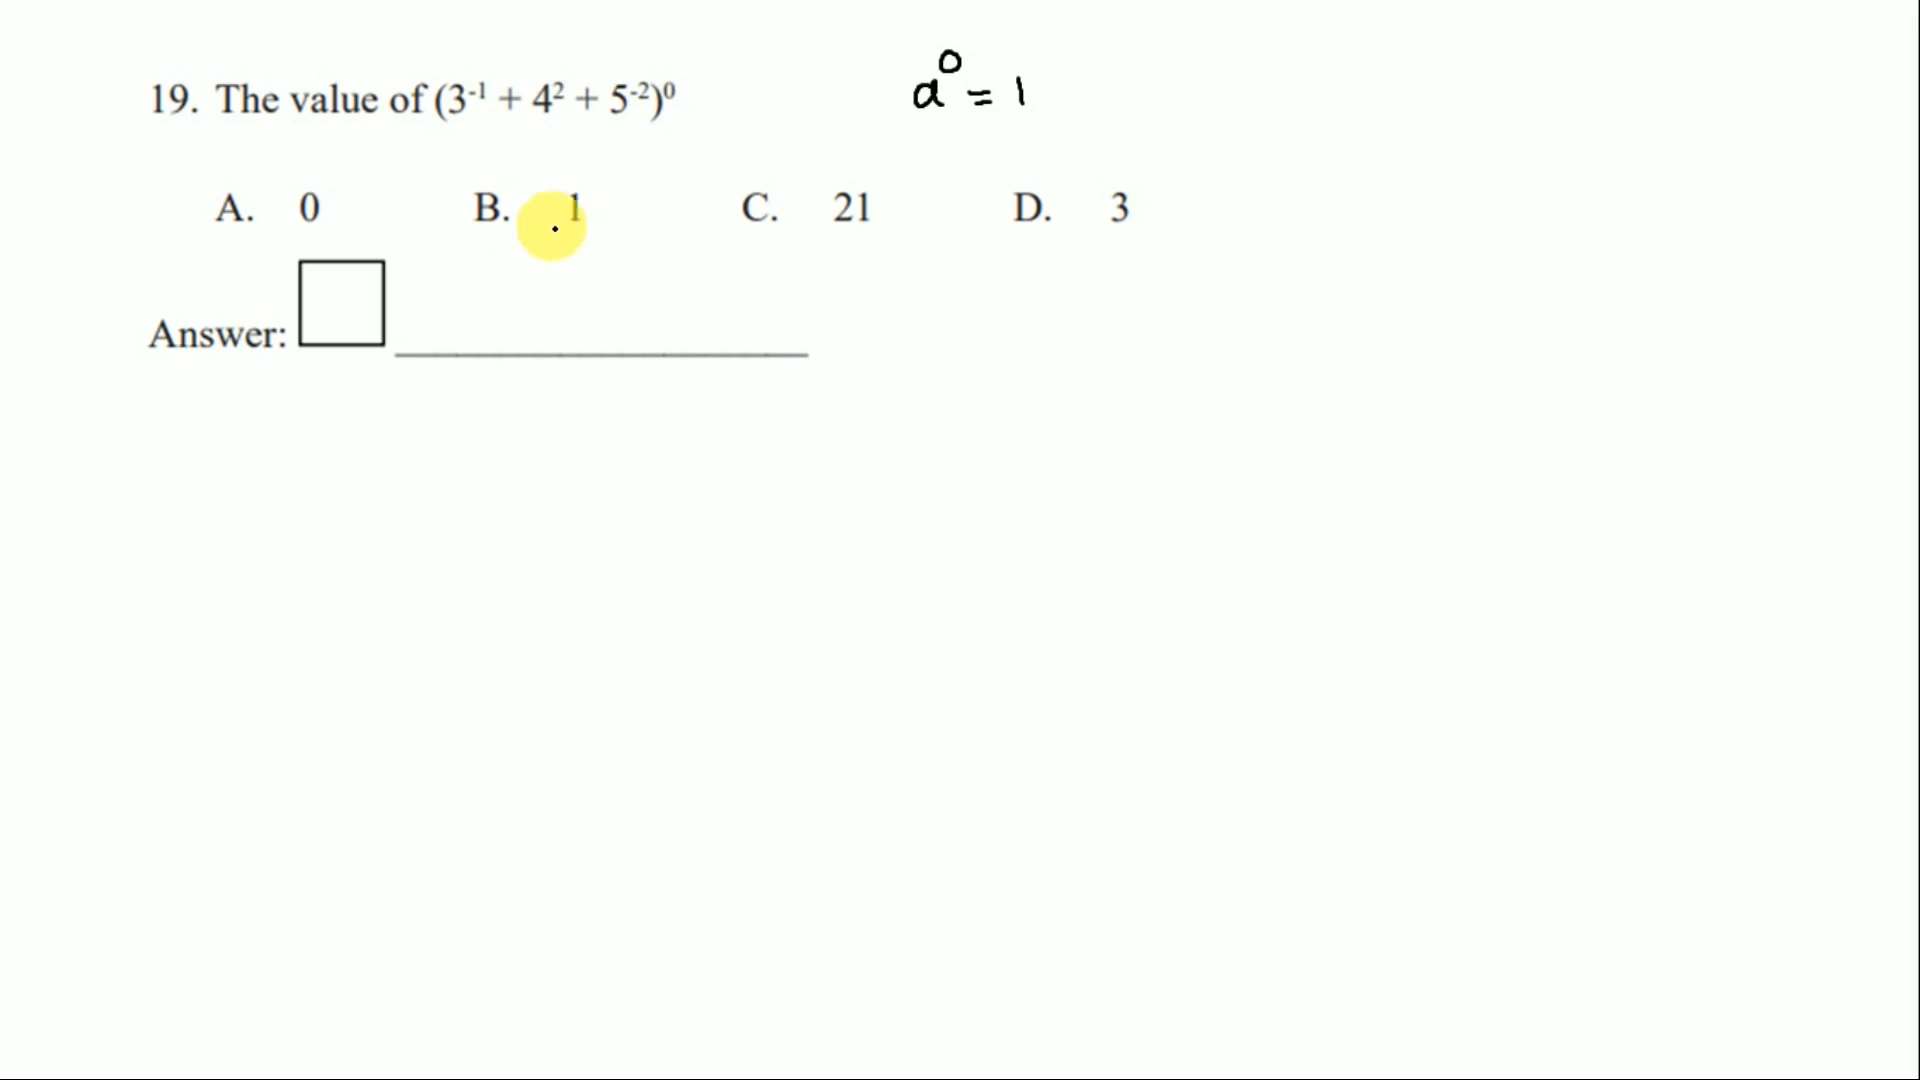 19. The value of (3⁻¹ + 4² + 5⁻²)⁰
a⁰ = 1
A. 0 B. 1 C. 21 D. 3
Answer: